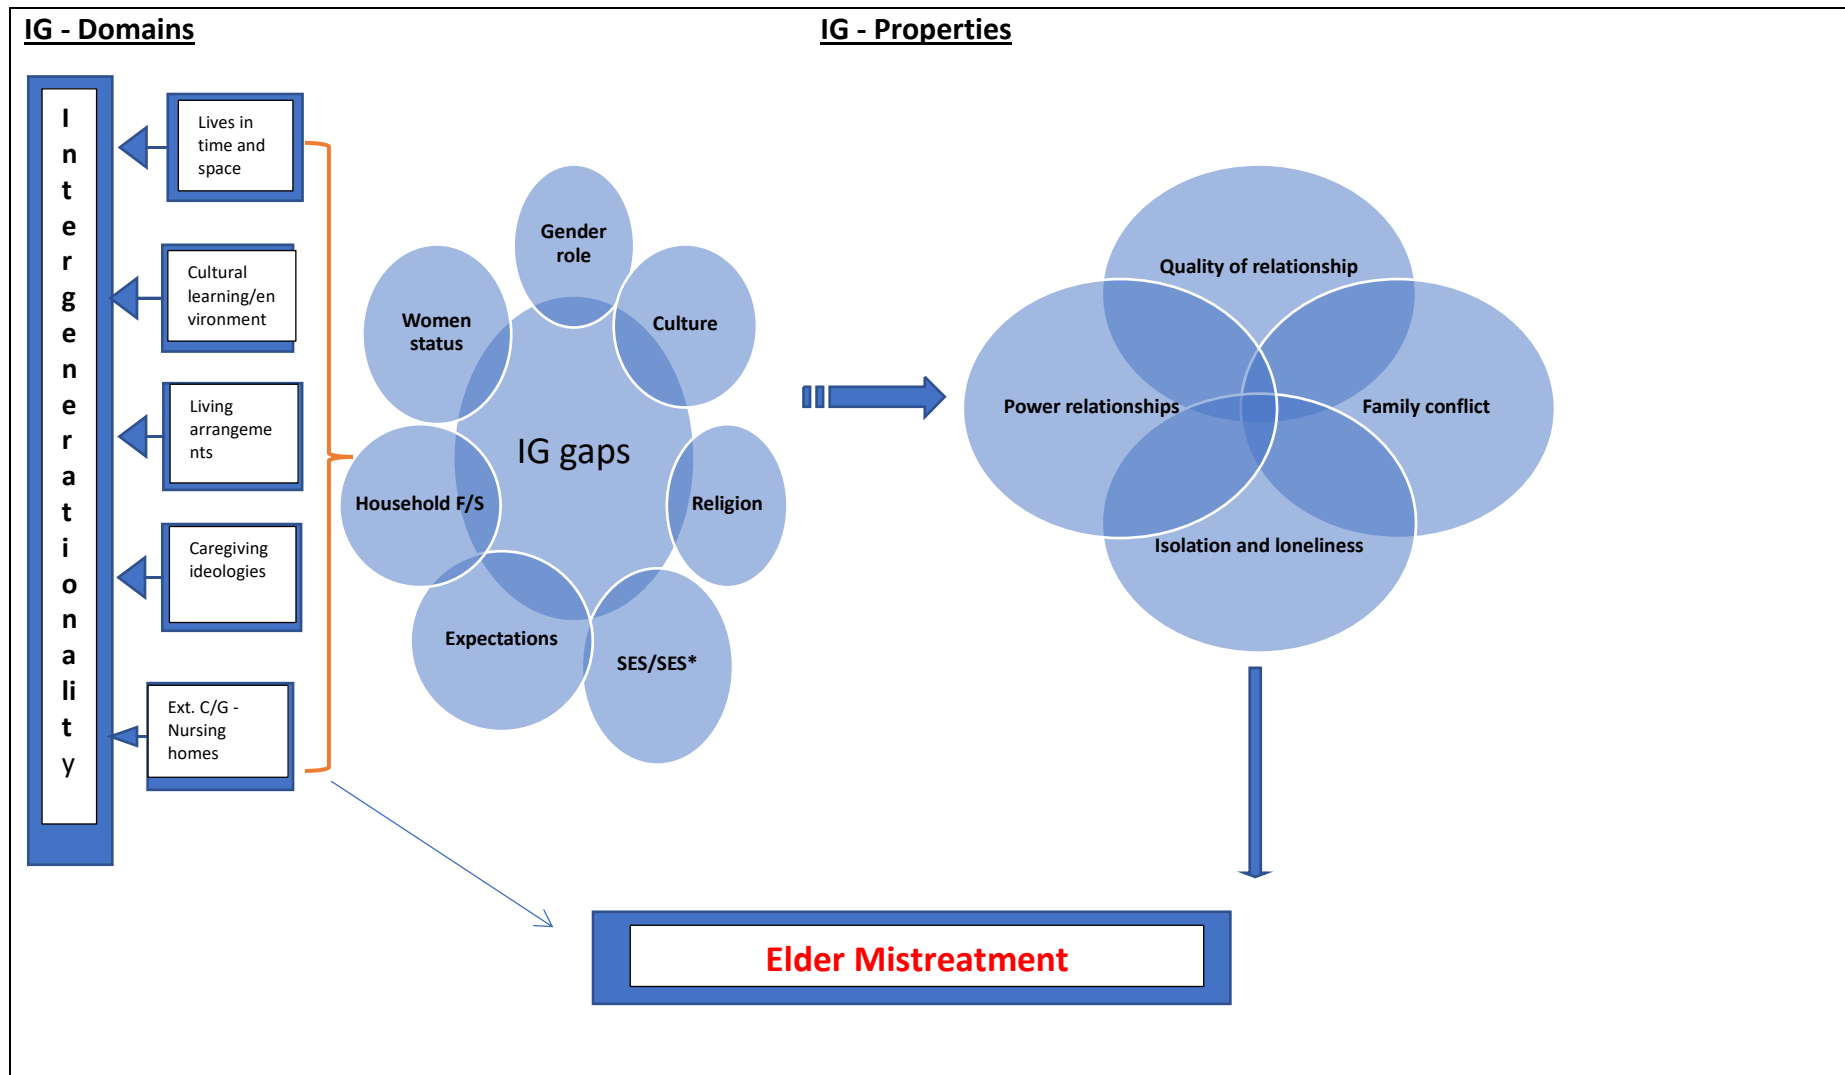 IG - Domains
IG - Properties
I
n
t
e
r
g
e
n
e
r
a
t
i
o
n
a
li
t
y
Lives in
time and
space
Cultural
learning/en
vironment
Living
arrangeme
nts
Caregiving
ideologies
Ext. C/G -
Nursing
homes
Gender
role
Culture
Women
status
IG gaps
Household F/S
Religion
Expectations
SES/SES*
Quality of relationship
Power relationships
Family conflict
Isolation and loneliness
Elder Mistreatment